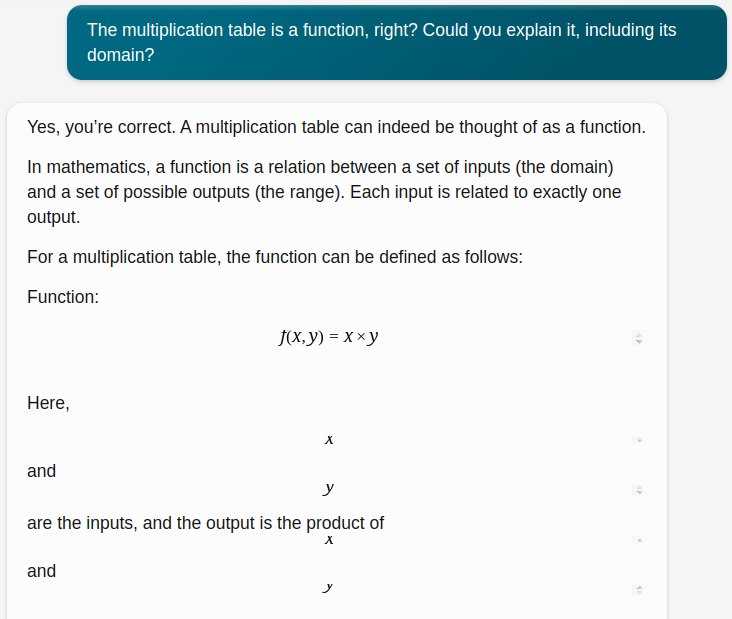 The multiplication table is a function, right? Could you explain it, including its
domain?
Yes, you’re correct. A multiplication table can indeed be thought of as a function.
In mathematics, a function is a relation between a set of inputs (the domain)
and a set of possible outputs (the range). Each input is related to exactly one
output.
For a multiplication table, the function can be defined as follows:
Function:
f(x, y) = x × y
Here,
x
and
y
are the inputs, and the output is the product of
x
and
y